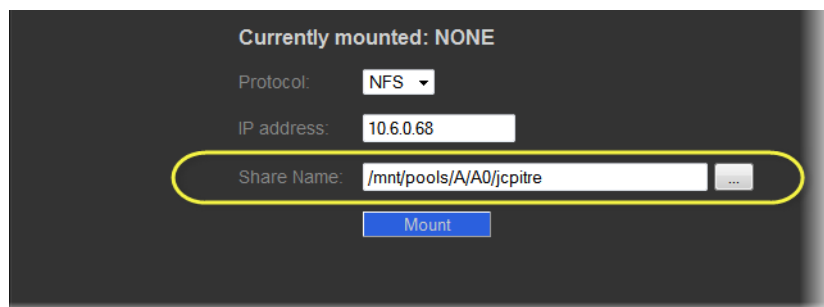 Currently mounted: NONE
Protocol: NFS
IP address: 10.6.0.68
Share Name: /mnt/pools/A/A0/jcpitre ...
Mount